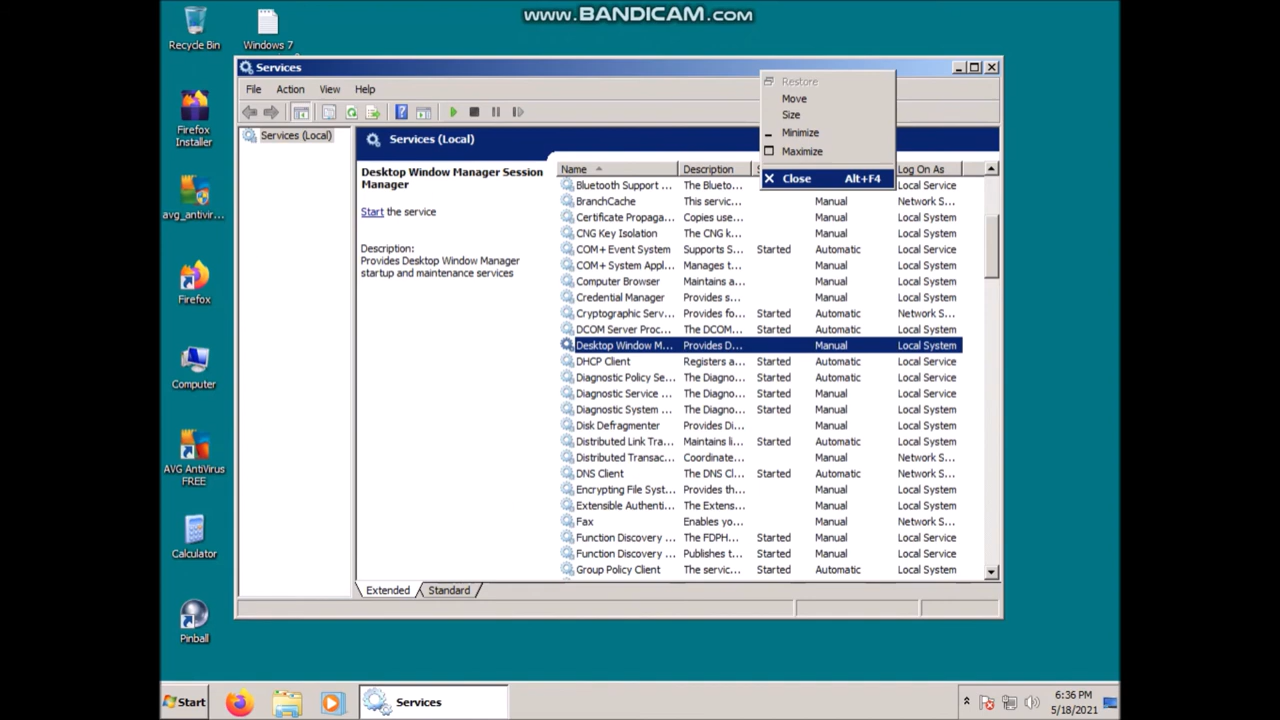 www.BANDICAM.com
Recycle Bin
Windows 7
Firefox
Installer
avg_antivir...
Firefox
Computer
AVG AntiVirus
FREE
Calculator
Pinball
Services
File Action View Help
Services (Local)
Services (Local)
Desktop Window Manager Session
Manager
Start the service
Description:
Provides Desktop Window Manager
startup and maintenance services
Restore
Move
Size
Minimize
Maximize
Close Alt+F4
Name Description Log On As
Bluetooth Support ... The Blueto... Manual Local Service
BranchCache This servic... Manual Network S...
Certificate Propaga... Copies use... Manual Local System
CNG Key Isolation The CNG k... Manual Local System
COM+ Event System Supports S... Started Automatic Local Service
COM+ System Appl... Manages t... Manual Local System
Computer Browser Maintains a... Manual Local System
Credential Manager Provides s... Manual Local System
Cryptographic Serv... Provides fo... Started Automatic Network S...
DCOM Server Proc... The DCOM... Started Automatic Local System
Desktop Window M... Provides D... Manual Local System
DHCP Client Registers a... Started Automatic Local Service
Diagnostic Policy Se... The Diagno... Started Automatic Local Service
Diagnostic Service ... The Diagno... Started Manual Local Service
Diagnostic System ... The Diagno... Started Manual Local System
Disk Defragmenter Provides Di... Manual Local System
Distributed Link Tra... Maintains li... Started Automatic Local System
Distributed Transac... Coordinate... Manual Network S...
DNS Client The DNS Cl... Started Automatic Network S...
Encrypting File Syst... Provides th... Manual Local System
Extensible Authenti... The Extens... Manual Local System
Fax Enables yo... Manual Network S...
Function Discovery ... The FDPH... Started Manual Local Service
Function Discovery ... Publishes t... Started Manual Local Service
Group Policy Client The servic... Started Automatic Local System
Extended Standard
Start
Services
6:36 PM
5/18/2021